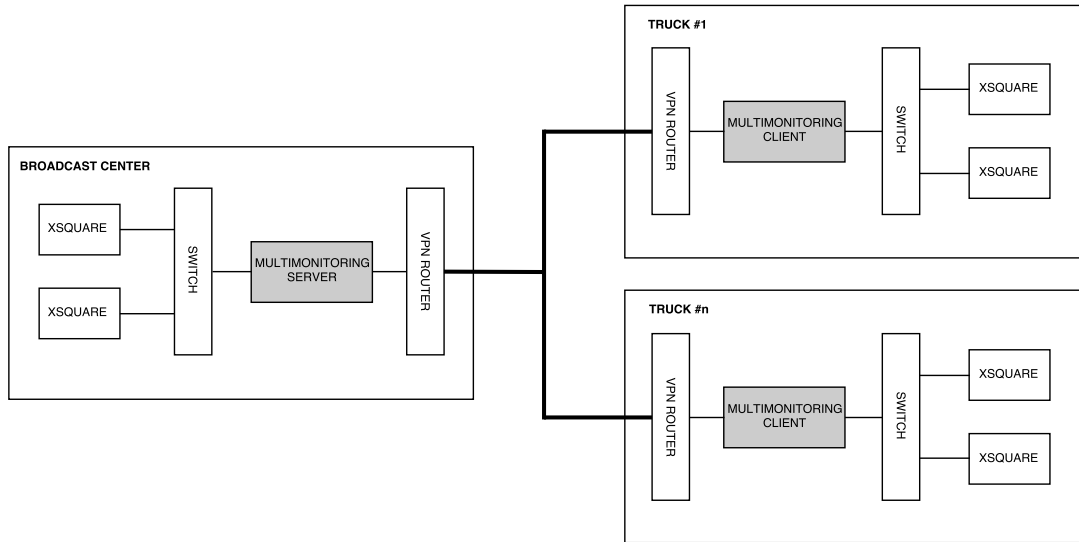 BROADCAST CENTER
XSQUARE
XSQUARE
SWITCH
MULTIMONITORING
SERVER
VPN ROUTER
TRUCK #1
VPN ROUTER
MULTIMONITORING
CLIENT
SWITCH
XSQUARE
XSQUARE
TRUCK #n
VPN ROUTER
MULTIMONITORING
CLIENT
SWITCH
XSQUARE
XSQUARE